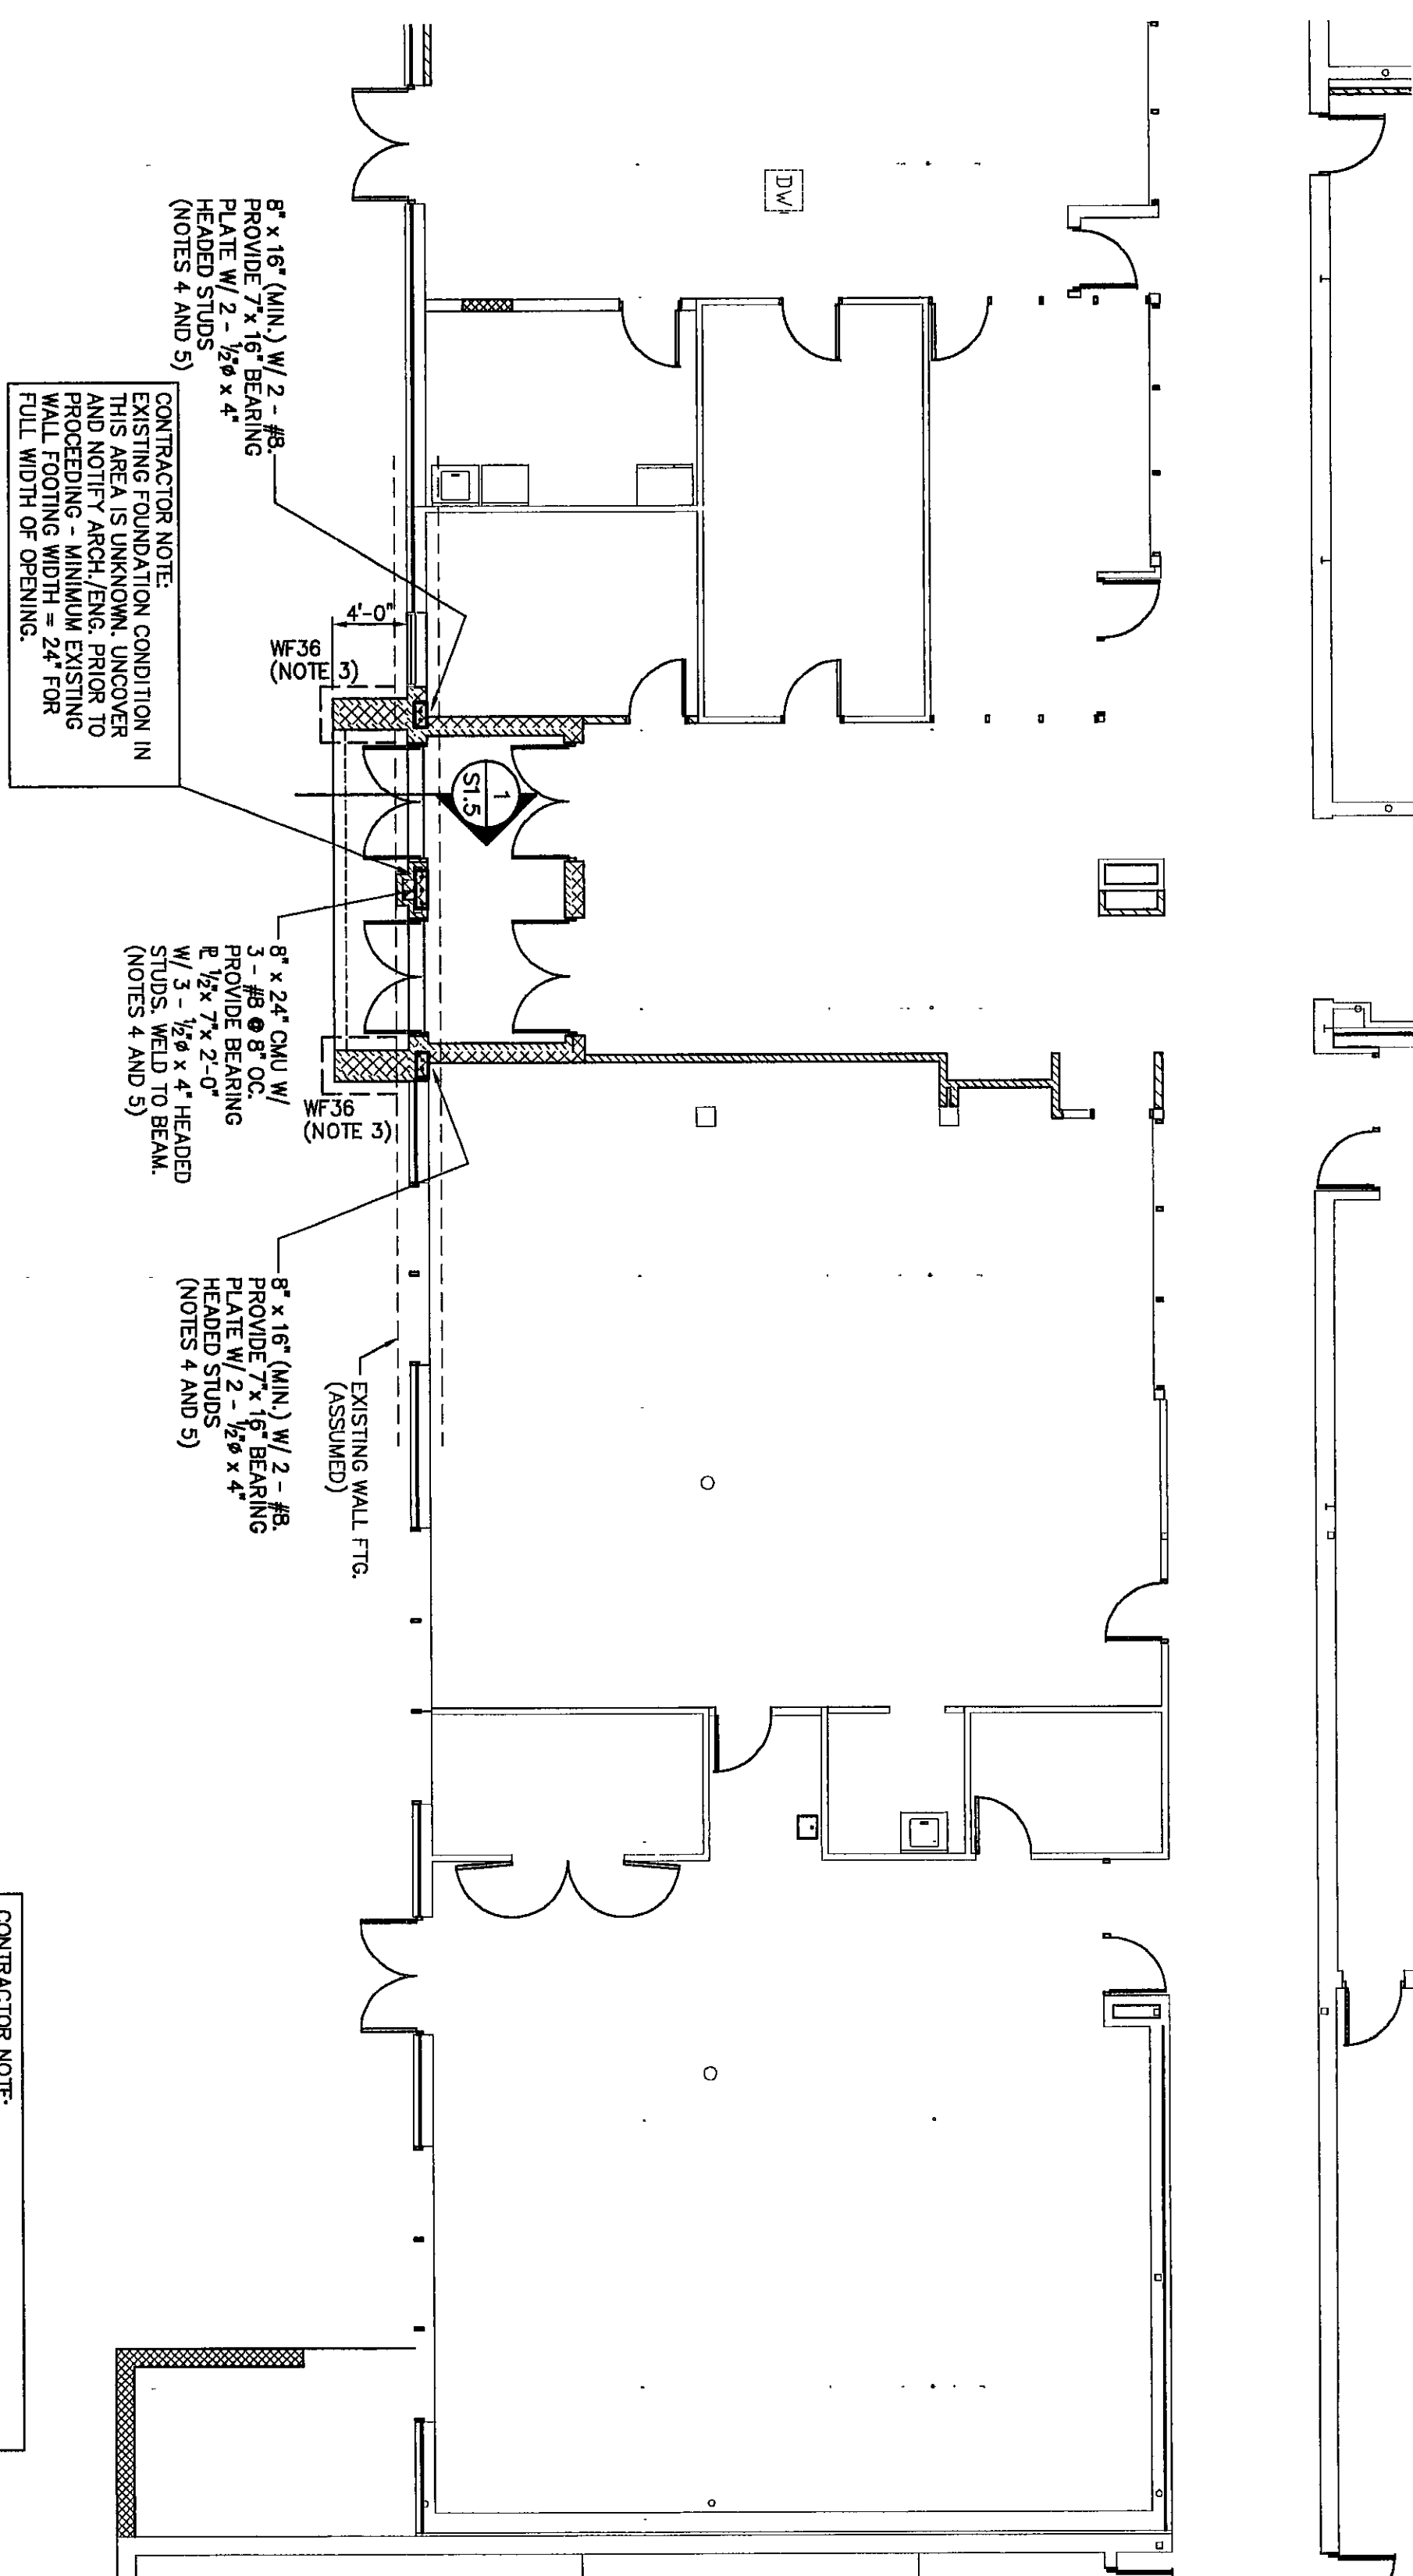 DW
8" x 16" (MIN.) W/ 2 - #8.
PROVIDE 7" x 16" BEARING
PLATE W/ 2 - 1/2"ø x 4"
HEADED STUDS
(NOTES 4 AND 5)
CONTRACTOR NOTE:
EXISTING FOUNDATION CONDITION IN
THIS AREA IS UNKNOWN. UNCOVER
AND NOTIFY ARCH./ENG. PRIOR TO
PROCEEDING - MINIMUM EXISTING
WALL FOOTING WIDTH = 24" FOR
FULL WIDTH OF OPENING.
4'-0"
WF36
(NOTE 3)
1
S1.5
8" x 24" CMU W/
3 - #8 @ 8" OC.
PROVIDE BEARING
PL 1/2" x 7" x 2'-0"
W/ 3 - 1/2"ø x 4" HEADED
STUDS. WELD TO BEAM.
(NOTES 4 AND 5)
WF36
(NOTE 3)
8" x 16" (MIN.) W/ 2 - #8.
PROVIDE 7" x 16" BEARING
PLATE W/ 2 - 1/2"ø x 4"
HEADED STUDS
(NOTES 4 AND 5)
EXISTING WALL FTG.
(ASSUMED)
CONTRACTOR NOTE: